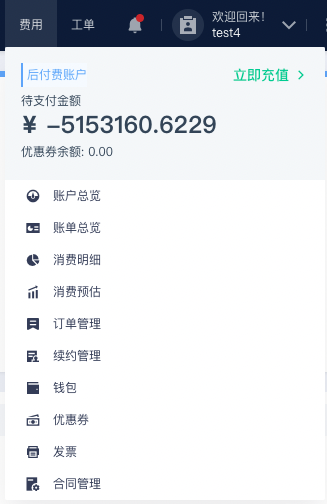 费用
工单
欢迎回来！
test4
后付费账户
立即充值
待支付金额
¥ -5153160.6229
优惠券余额: 0.00
账户总览
账单总览
消费明细
消费预估
订单管理
续约管理
钱包
优惠券
发票
合同管理